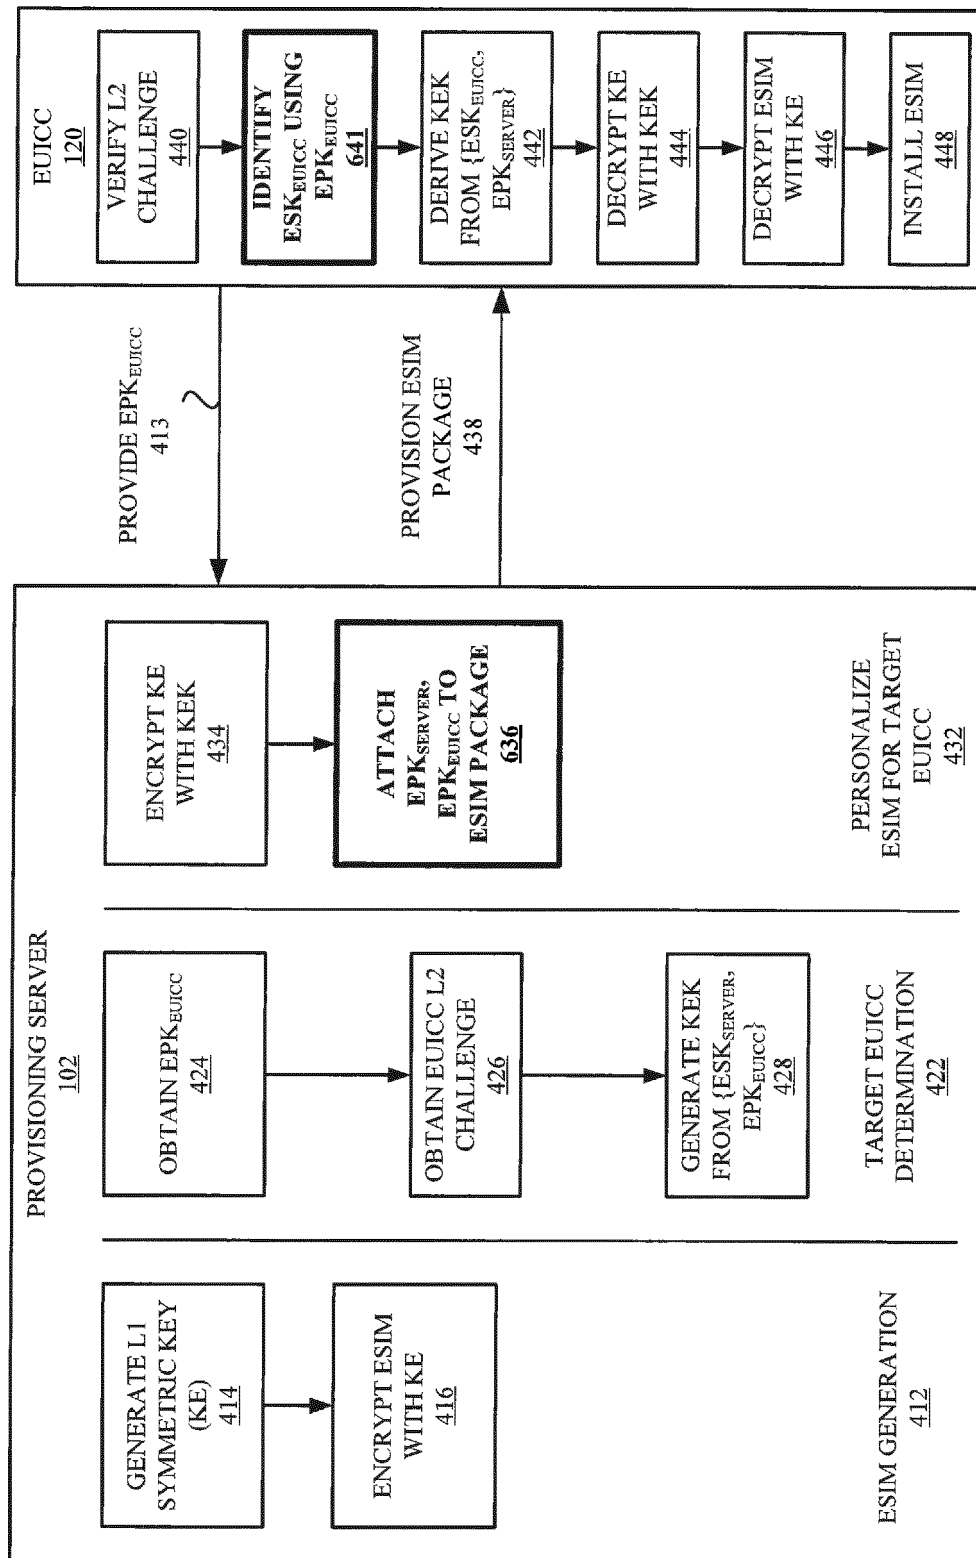 PROVISIONING SERVER
102
GENERATE L1
SYMMETRIC KEY
(KE)
414
ENCRYPT ESIM
WITH KE
416
ESIM GENERATION
412
OBTAIN EPKEUICC
424
OBTAIN EUICC L2
CHALLENGE
426
GENERATE KEK
FROM {ESKSERVER,
EPKEUICC}
428
TARGET EUICC
DETERMINATION
422
ENCRYPT KE
WITH KEK
434
ATTACH
EPKSERVER,
EPKEUICC TO
ESIM PACKAGE
636
PERSONALIZE
ESIM FOR TARGET
EUICC
432
PROVIDE EPKEUICC
413
PROVISION ESIM
PACKAGE
438
EUICC
120
VERIFY L2
CHALLENGE
440
IDENTIFY
ESKEUICC USING
EPKEUICC
641
DERIVE KEK
FROM {ESKEUICC,
EPKSERVER}
442
DECRYPT KE
WITH KEK
444
DECRYPT ESIM
WITH KE
446
INSTALL ESIM
448